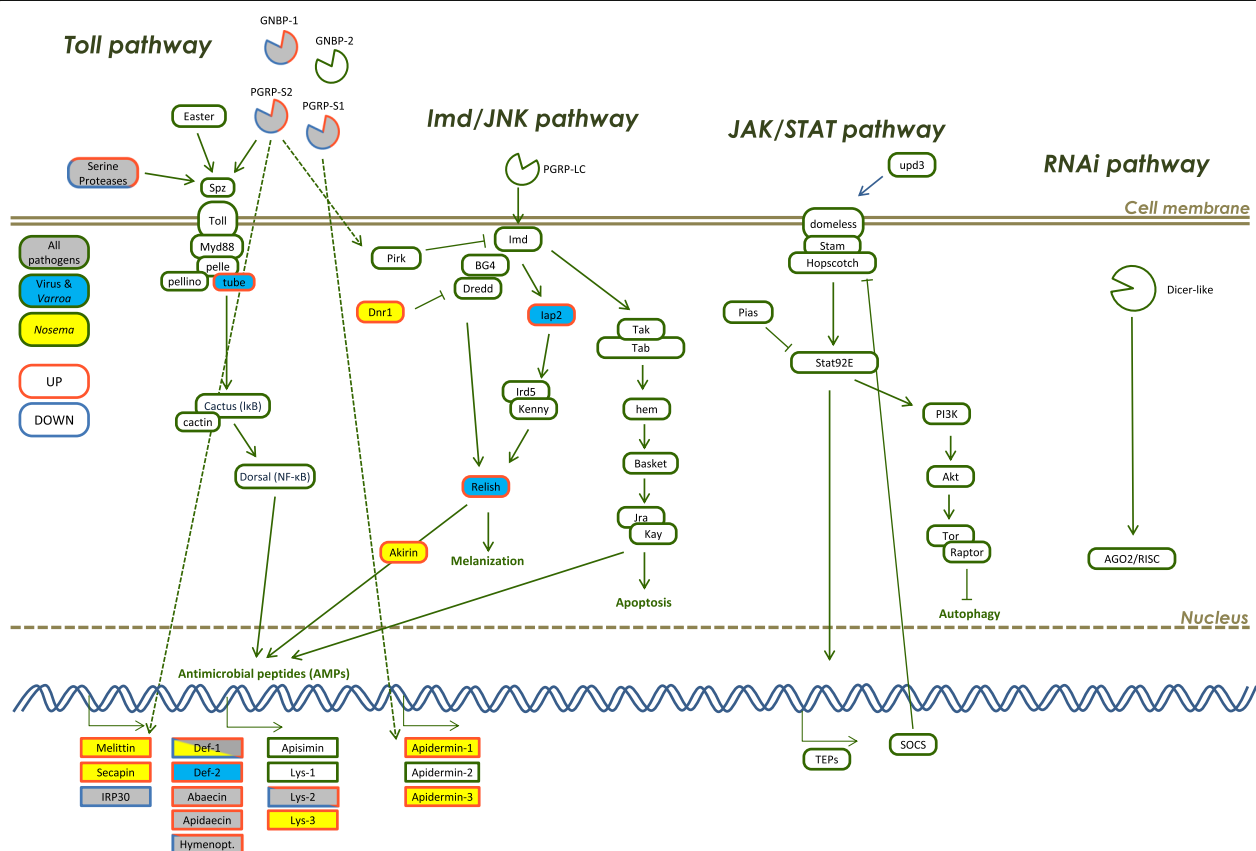 GNBP-1
Toll pathway
GNBP-2
PGRP-S2
PGRP-S1
Easter
Imd/JNK pathway
JAK/STAT pathway
RNAi pathway
Serine
Proteases
PGRP-LC
upd3
Spz
Cell membrane
Toll
domeless
All
pathogens
Myd88
Imd
Stam
pelle
Pirk
BG4
Hopscotch
Virus &
Varroa
pellino
tube
Dredd
Dicer-like
Nosema
Dnr1
Iap2
Pias
Tak
Tab
Stat92E
UP
DOWN
Ird5
Kenny
Cactus (IκB)
cactin
hem
PI3K
Basket
Dorsal (NF-κB)
Akt
Relish
Jra
Kay
Tor
Raptor
Akirin
Melanization
AGO2/RISC
Apoptosis
Autophagy
Nucleus
Antimicrobial peptides (AMPs)
Melittin
Def-1
Apisimin
Apidermin-1
SOCS
TEPs
Secapin
Def-2
Lys-1
Apidermin-2
IRP30
Abaecin
Lys-2
Apidermin-3
Apidaecin
Lys-3
Hymenopt.